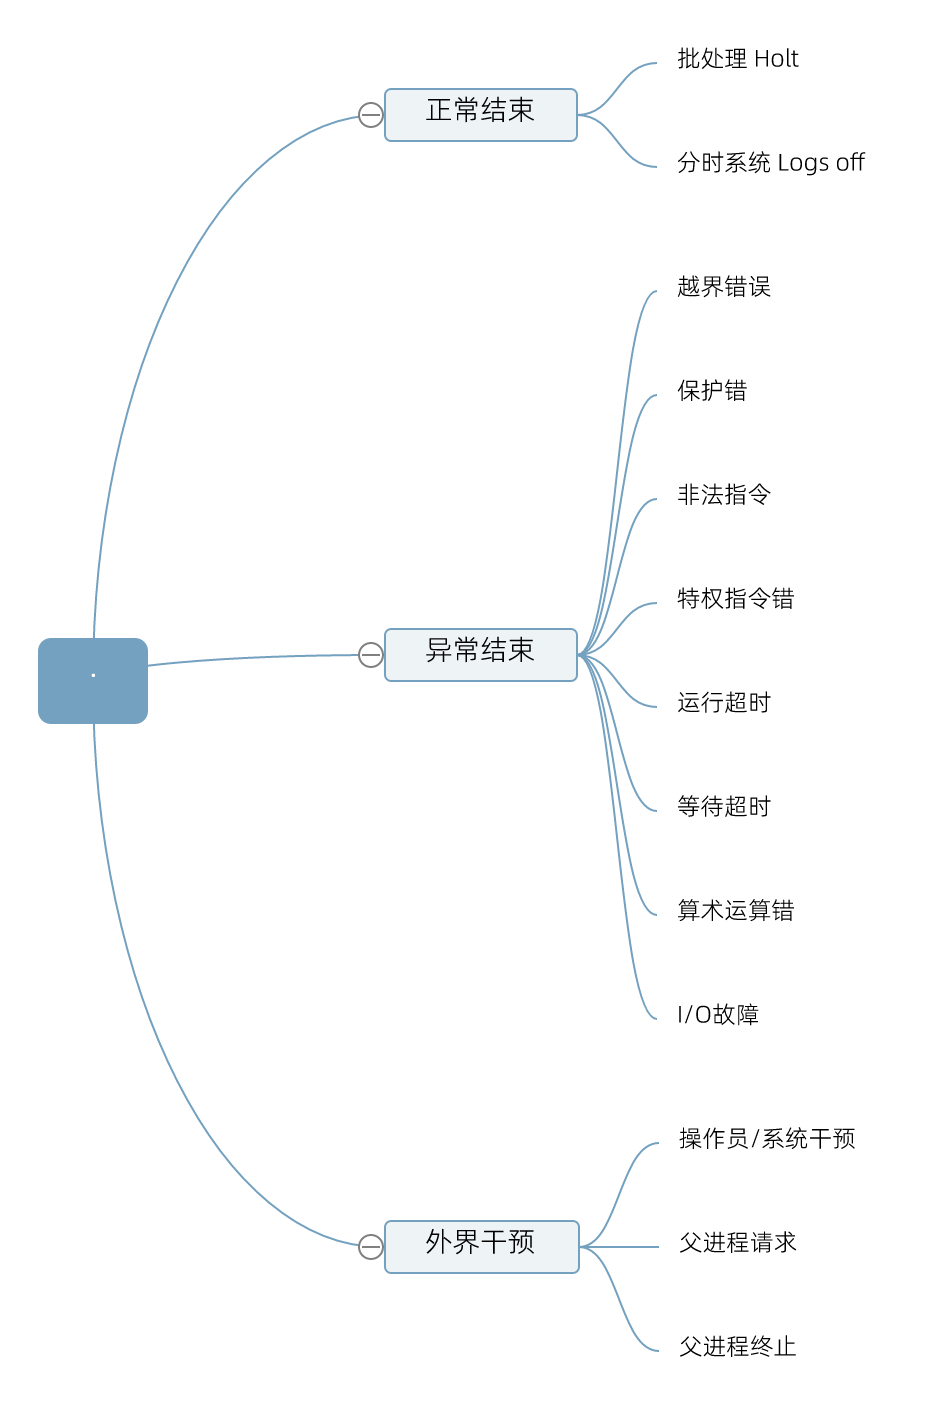 正常结束
批处理 Holt
分时系统 Logs off
.
异常结束
越界错误
保护错
非法指令
特权指令错
运行超时
等待超时
算术运算错
I/O故障
外界干预
操作员/系统干预
父进程请求
父进程终止